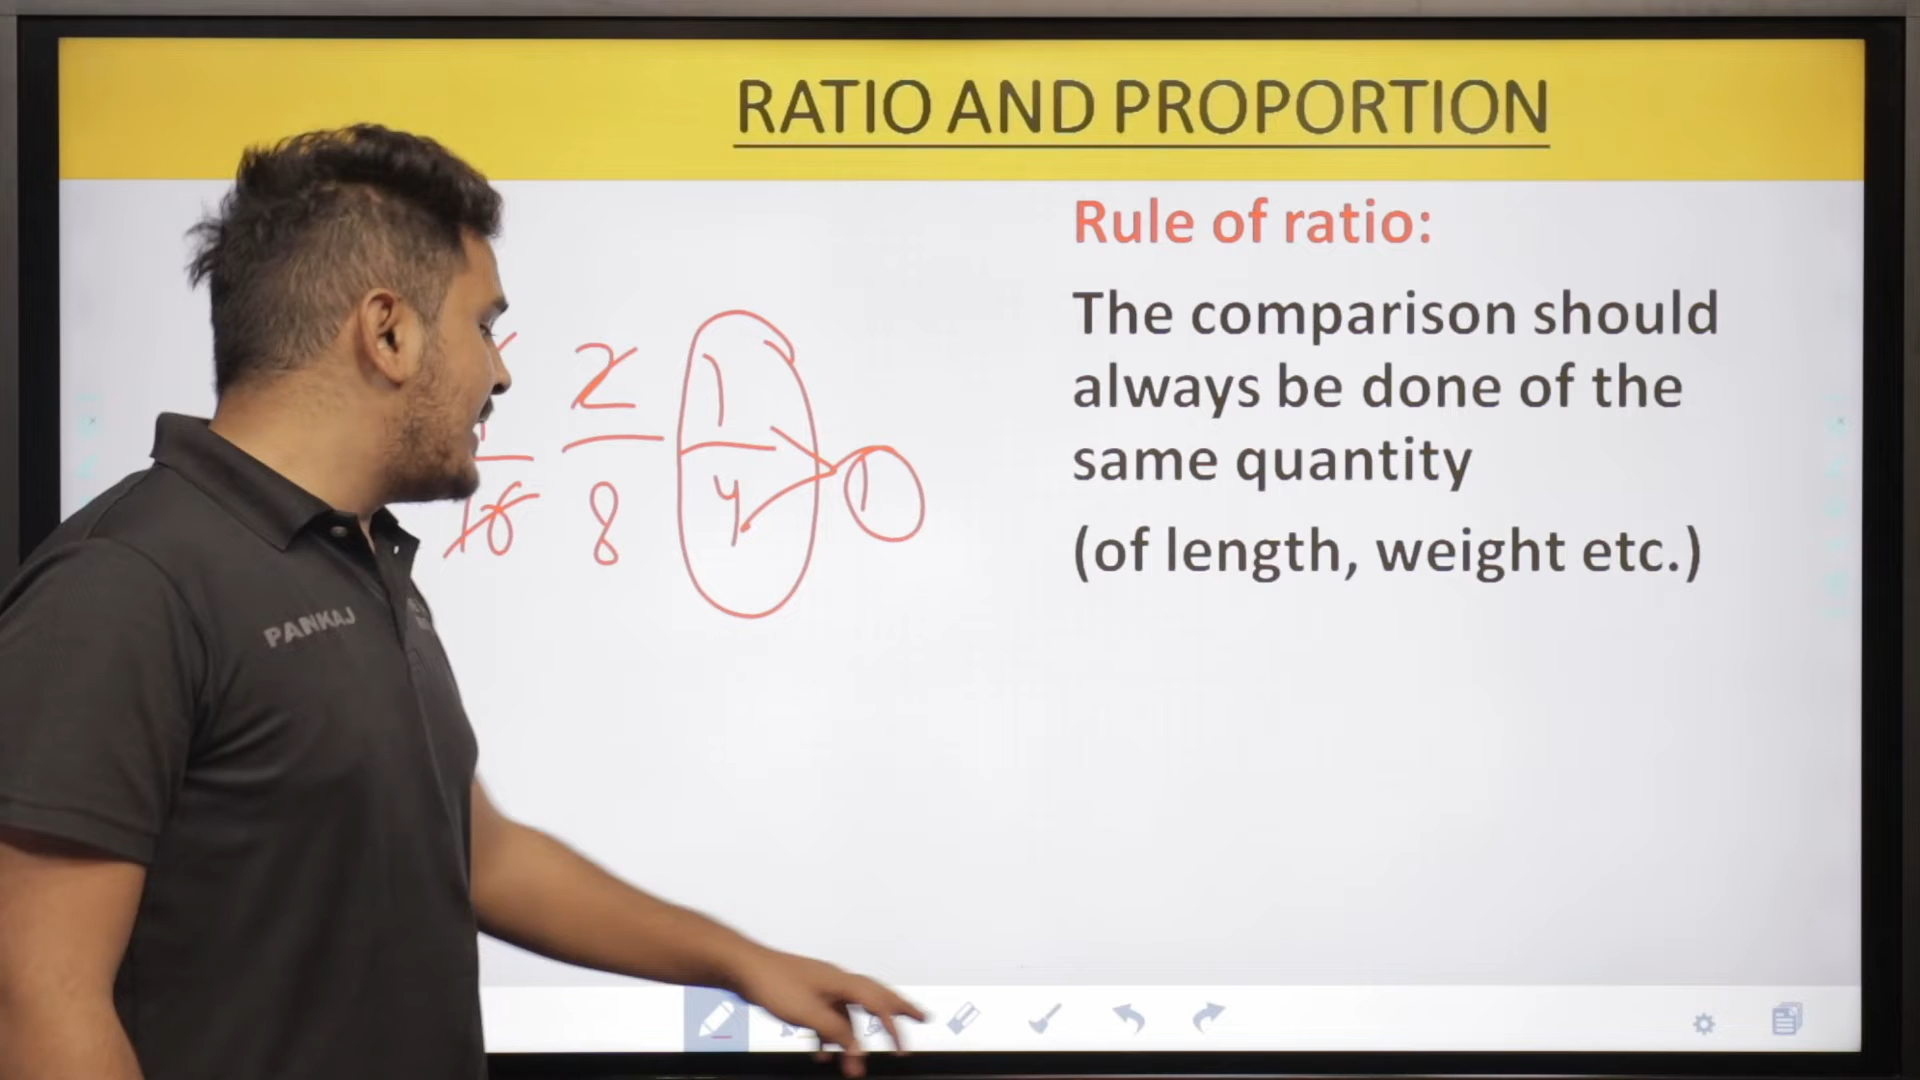 RATIO AND PROPORTION
Rule of ratio:
The comparison should
always be done of the
same quantity
(of length, weight etc.)
2 1
16 8 4 1
PANKAJ